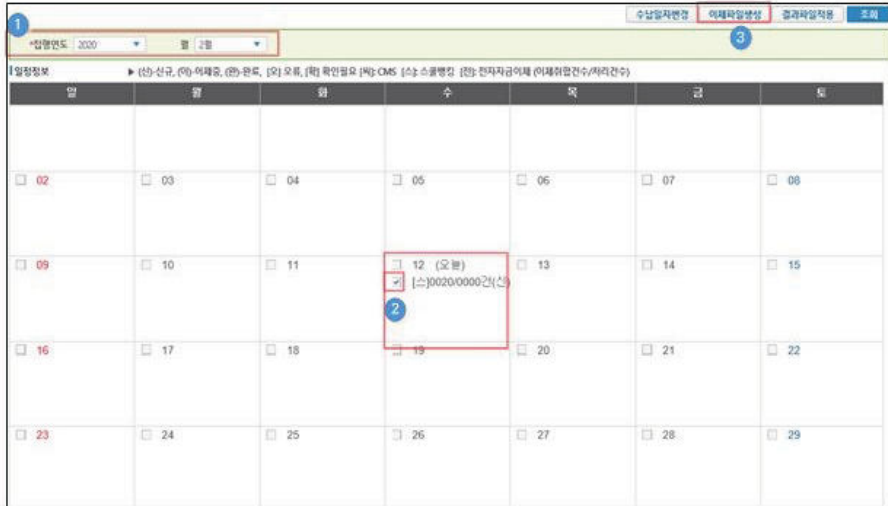 수납일자변경 이체파일생성 결과파일적용 조회
1
3
*집행연도 2020 월 2월
일정정보 ▶ (신)-신규, (이)-이체중, (완)-완료, [오] 오류, [확] 확인필요 [씨]: CMS [스]: 스쿨뱅킹 [전]: 전자자금이체 (이체취합건수/처리건수)
일 월 화 수 목 금 토
02 03 04 05 06 07 08
09 10 11 12 (오늘) 13 14 15
[스]0020/0000건(신)
2
16 17 18 19 20 21 22
23 24 25 26 27 28 29